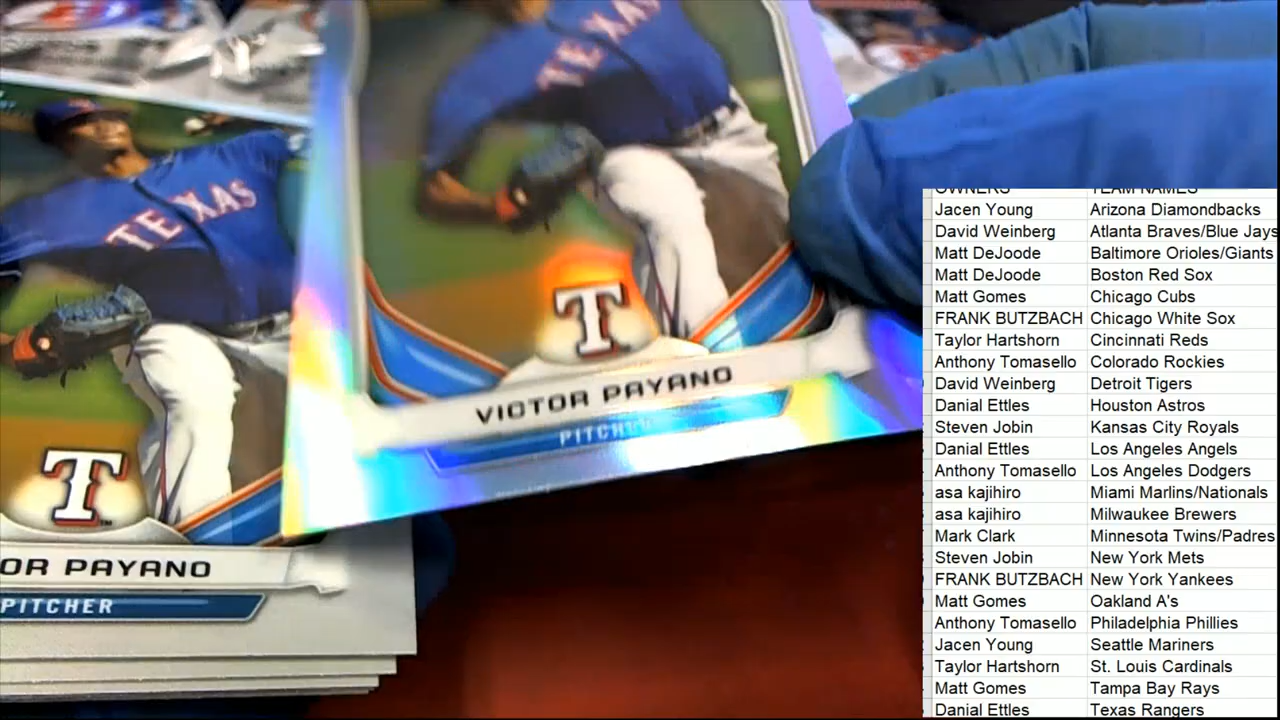 TEXAS
T
VICTOR PAYANO
PITCHER
TEXAS
T
OR PAYANO
PITCHER
OWNERS TEAM NAMES
Jacen Young Arizona Diamondbacks
David Weinberg Atlanta Braves/Blue Jays
Matt DeJoode Baltimore Orioles/Giants
Matt DeJoode Boston Red Sox
Matt Gomes Chicago Cubs
FRANK BUTZBACH Chicago White Sox
Taylor Hartshorn Cincinnati Reds
Anthony Tomasello Colorado Rockies
David Weinberg Detroit Tigers
Danial Ettles Houston Astros
Steven Jobin Kansas City Royals
Danial Ettles Los Angeles Angels
Anthony Tomasello Los Angeles Dodgers
asa kajihiro Miami Marlins/Nationals
asa kajihiro Milwaukee Brewers
Mark Clark Minnesota Twins/Padres
Steven Jobin New York Mets
FRANK BUTZBACH New York Yankees
Matt Gomes Oakland A's
Anthony Tomasello Philadelphia Phillies
Jacen Young Seattle Mariners
Taylor Hartshorn St. Louis Cardinals
Matt Gomes Tampa Bay Rays
Danial Ettles Texas Rangers